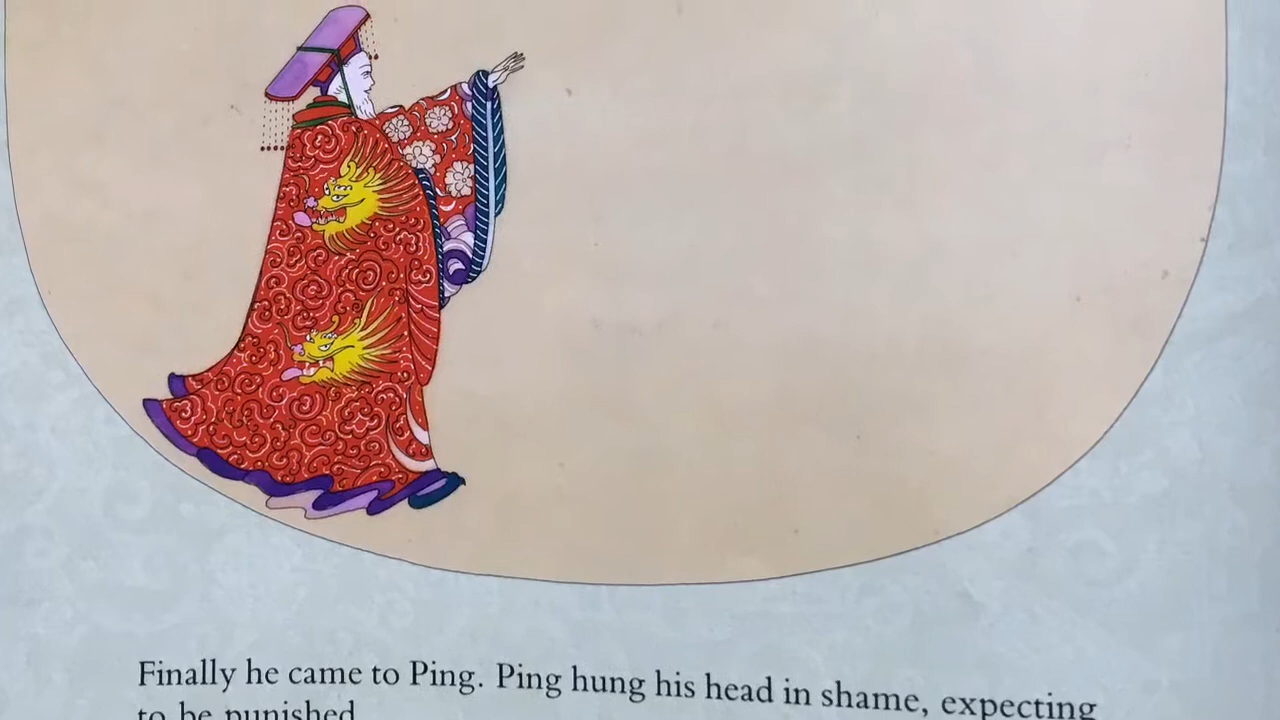 Finally he came to Ping. Ping hung his head in shame, expecting
to be punished